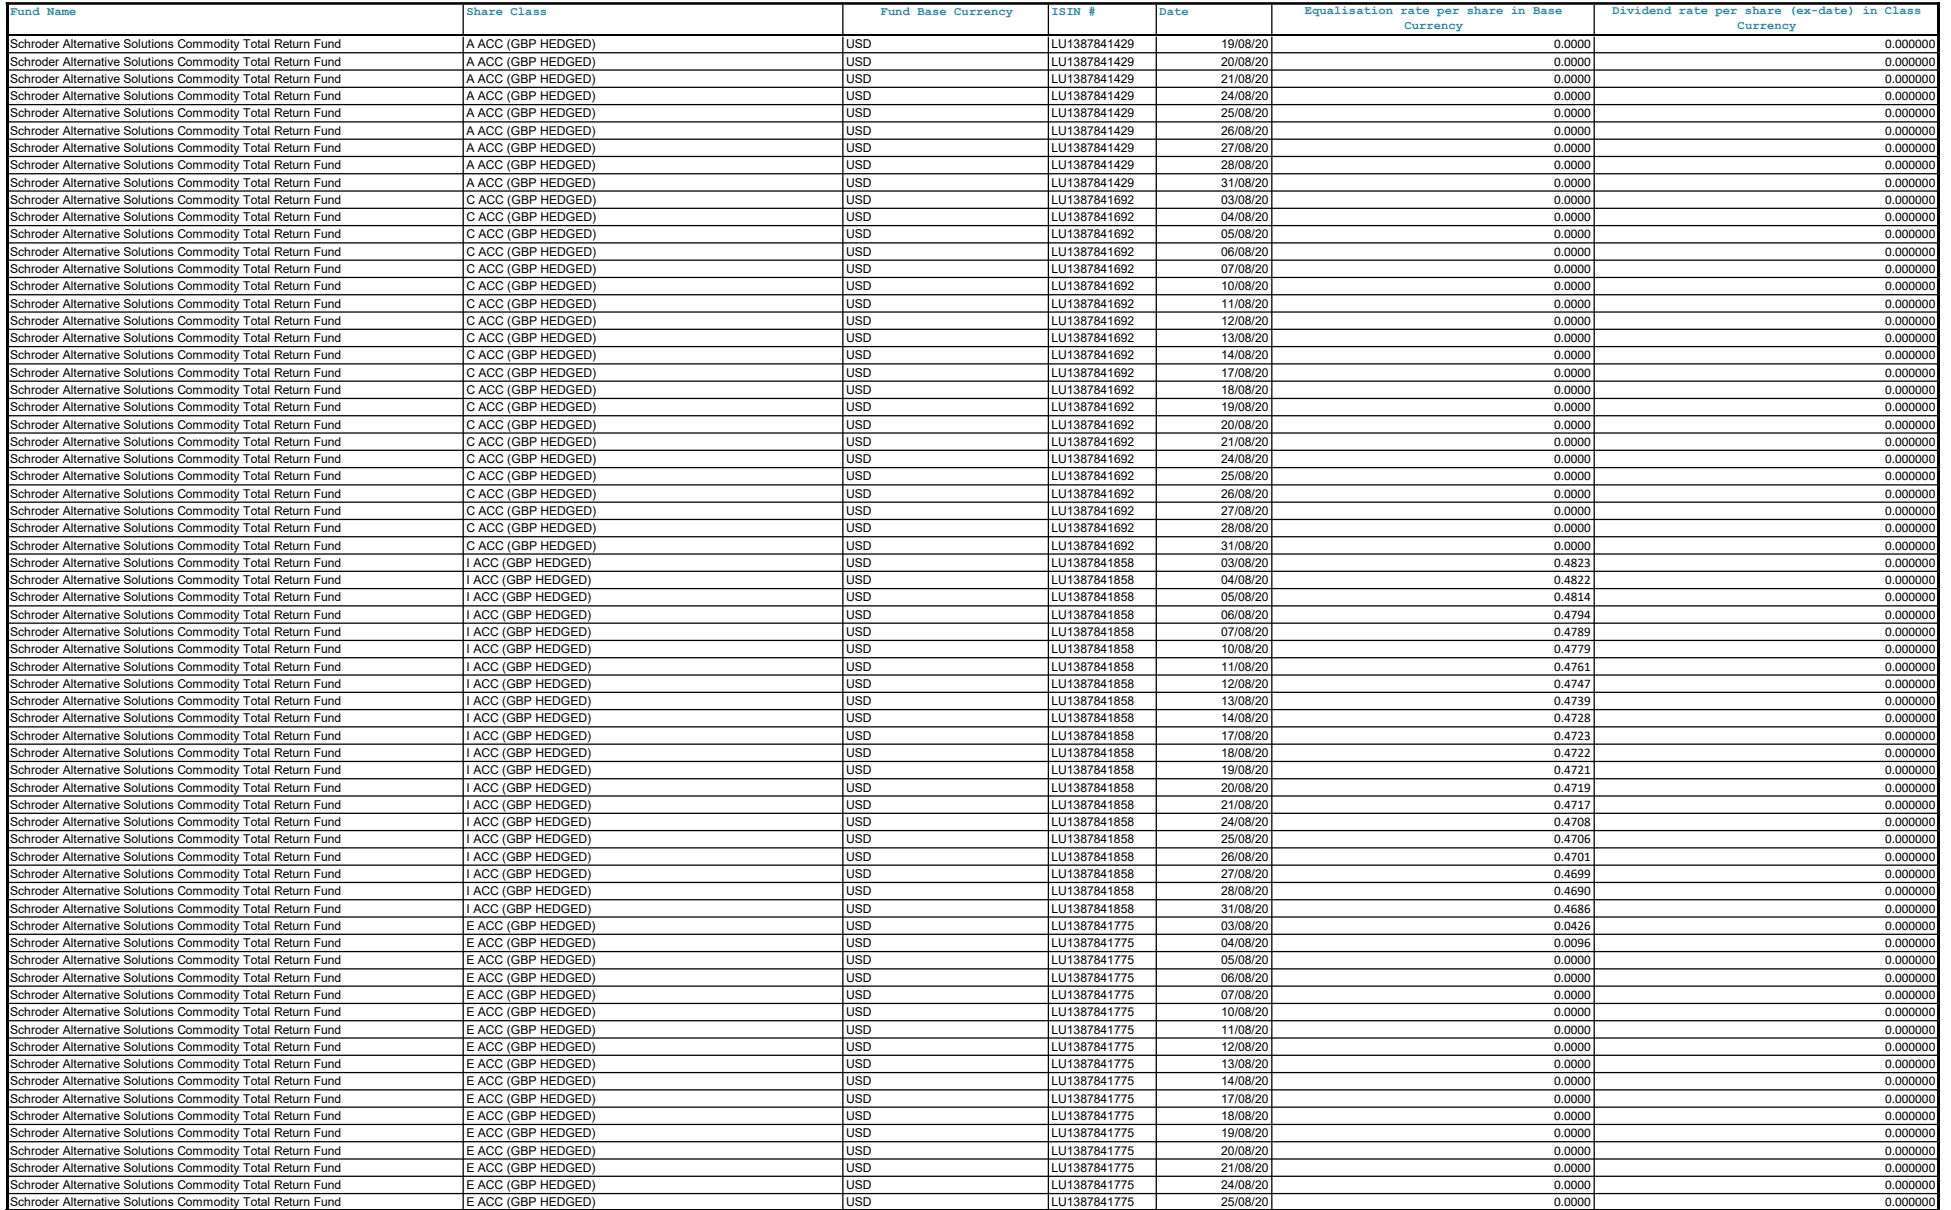 Fund Name Share Class Fund Base Currency ISIN # Date Equalisation rate per share in Base Currency Dividend rate per share (ex-date) in Class Currency
Schroder Alternative Solutions Commodity Total Return Fund A ACC (GBP HEDGED) USD LU1387841429 19/08/20 0.0000 0.000000
Schroder Alternative Solutions Commodity Total Return Fund A ACC (GBP HEDGED) USD LU1387841429 20/08/20 0.0000 0.000000
Schroder Alternative Solutions Commodity Total Return Fund A ACC (GBP HEDGED) USD LU1387841429 21/08/20 0.0000 0.000000
Schroder Alternative Solutions Commodity Total Return Fund A ACC (GBP HEDGED) USD LU1387841429 24/08/20 0.0000 0.000000
Schroder Alternative Solutions Commodity Total Return Fund A ACC (GBP HEDGED) USD LU1387841429 25/08/20 0.0000 0.000000
Schroder Alternative Solutions Commodity Total Return Fund A ACC (GBP HEDGED) USD LU1387841429 26/08/20 0.0000 0.000000
Schroder Alternative Solutions Commodity Total Return Fund A ACC (GBP HEDGED) USD LU1387841429 27/08/20 0.0000 0.000000
Schroder Alternative Solutions Commodity Total Return Fund A ACC (GBP HEDGED) USD LU1387841429 28/08/20 0.0000 0.000000
Schroder Alternative Solutions Commodity Total Return Fund A ACC (GBP HEDGED) USD LU1387841429 31/08/20 0.0000 0.000000
Schroder Alternative Solutions Commodity Total Return Fund C ACC (GBP HEDGED) USD LU1387841692 03/08/20 0.0000 0.000000
Schroder Alternative Solutions Commodity Total Return Fund C ACC (GBP HEDGED) USD LU1387841692 04/08/20 0.0000 0.000000
Schroder Alternative Solutions Commodity Total Return Fund C ACC (GBP HEDGED) USD LU1387841692 05/08/20 0.0000 0.000000
Schroder Alternative Solutions Commodity Total Return Fund C ACC (GBP HEDGED) USD LU1387841692 06/08/20 0.0000 0.000000
Schroder Alternative Solutions Commodity Total Return Fund C ACC (GBP HEDGED) USD LU1387841692 07/08/20 0.0000 0.000000
Schroder Alternative Solutions Commodity Total Return Fund C ACC (GBP HEDGED) USD LU1387841692 10/08/20 0.0000 0.000000
Schroder Alternative Solutions Commodity Total Return Fund C ACC (GBP HEDGED) USD LU1387841692 11/08/20 0.0000 0.000000
Schroder Alternative Solutions Commodity Total Return Fund C ACC (GBP HEDGED) USD LU1387841692 12/08/20 0.0000 0.000000
Schroder Alternative Solutions Commodity Total Return Fund C ACC (GBP HEDGED) USD LU1387841692 13/08/20 0.0000 0.000000
Schroder Alternative Solutions Commodity Total Return Fund C ACC (GBP HEDGED) USD LU1387841692 14/08/20 0.0000 0.000000
Schroder Alternative Solutions Commodity Total Return Fund C ACC (GBP HEDGED) USD LU1387841692 17/08/20 0.0000 0.000000
Schroder Alternative Solutions Commodity Total Return Fund C ACC (GBP HEDGED) USD LU1387841692 18/08/20 0.0000 0.000000
Schroder Alternative Solutions Commodity Total Return Fund C ACC (GBP HEDGED) USD LU1387841692 19/08/20 0.0000 0.000000
Schroder Alternative Solutions Commodity Total Return Fund C ACC (GBP HEDGED) USD LU1387841692 20/08/20 0.0000 0.000000
Schroder Alternative Solutions Commodity Total Return Fund C ACC (GBP HEDGED) USD LU1387841692 21/08/20 0.0000 0.000000
Schroder Alternative Solutions Commodity Total Return Fund C ACC (GBP HEDGED) USD LU1387841692 24/08/20 0.0000 0.000000
Schroder Alternative Solutions Commodity Total Return Fund C ACC (GBP HEDGED) USD LU1387841692 25/08/20 0.0000 0.000000
Schroder Alternative Solutions Commodity Total Return Fund C ACC (GBP HEDGED) USD LU1387841692 26/08/20 0.0000 0.000000
Schroder Alternative Solutions Commodity Total Return Fund C ACC (GBP HEDGED) USD LU1387841692 27/08/20 0.0000 0.000000
Schroder Alternative Solutions Commodity Total Return Fund C ACC (GBP HEDGED) USD LU1387841692 28/08/20 0.0000 0.000000
Schroder Alternative Solutions Commodity Total Return Fund C ACC (GBP HEDGED) USD LU1387841692 31/08/20 0.0000 0.000000
Schroder Alternative Solutions Commodity Total Return Fund I ACC (GBP HEDGED) USD LU1387841858 03/08/20 0.4823 0.000000
Schroder Alternative Solutions Commodity Total Return Fund I ACC (GBP HEDGED) USD LU1387841858 04/08/20 0.4822 0.000000
Schroder Alternative Solutions Commodity Total Return Fund I ACC (GBP HEDGED) USD LU1387841858 05/08/20 0.4814 0.000000
Schroder Alternative Solutions Commodity Total Return Fund I ACC (GBP HEDGED) USD LU1387841858 06/08/20 0.4794 0.000000
Schroder Alternative Solutions Commodity Total Return Fund I ACC (GBP HEDGED) USD LU1387841858 07/08/20 0.4789 0.000000
Schroder Alternative Solutions Commodity Total Return Fund I ACC (GBP HEDGED) USD LU1387841858 10/08/20 0.4779 0.000000
Schroder Alternative Solutions Commodity Total Return Fund I ACC (GBP HEDGED) USD LU1387841858 11/08/20 0.4761 0.000000
Schroder Alternative Solutions Commodity Total Return Fund I ACC (GBP HEDGED) USD LU1387841858 12/08/20 0.4747 0.000000
Schroder Alternative Solutions Commodity Total Return Fund I ACC (GBP HEDGED) USD LU1387841858 13/08/20 0.4739 0.000000
Schroder Alternative Solutions Commodity Total Return Fund I ACC (GBP HEDGED) USD LU1387841858 14/08/20 0.4728 0.000000
Schroder Alternative Solutions Commodity Total Return Fund I ACC (GBP HEDGED) USD LU1387841858 17/08/20 0.4723 0.000000
Schroder Alternative Solutions Commodity Total Return Fund I ACC (GBP HEDGED) USD LU1387841858 18/08/20 0.4722 0.000000
Schroder Alternative Solutions Commodity Total Return Fund I ACC (GBP HEDGED) USD LU1387841858 19/08/20 0.4721 0.000000
Schroder Alternative Solutions Commodity Total Return Fund I ACC (GBP HEDGED) USD LU1387841858 20/08/20 0.4719 0.000000
Schroder Alternative Solutions Commodity Total Return Fund I ACC (GBP HEDGED) USD LU1387841858 21/08/20 0.4717 0.000000
Schroder Alternative Solutions Commodity Total Return Fund I ACC (GBP HEDGED) USD LU1387841858 24/08/20 0.4708 0.000000
Schroder Alternative Solutions Commodity Total Return Fund I ACC (GBP HEDGED) USD LU1387841858 25/08/20 0.4706 0.000000
Schroder Alternative Solutions Commodity Total Return Fund I ACC (GBP HEDGED) USD LU1387841858 26/08/20 0.4701 0.000000
Schroder Alternative Solutions Commodity Total Return Fund I ACC (GBP HEDGED) USD LU1387841858 27/08/20 0.4699 0.000000
Schroder Alternative Solutions Commodity Total Return Fund I ACC (GBP HEDGED) USD LU1387841858 28/08/20 0.4690 0.000000
Schroder Alternative Solutions Commodity Total Return Fund I ACC (GBP HEDGED) USD LU1387841858 31/08/20 0.4686 0.000000
Schroder Alternative Solutions Commodity Total Return Fund E ACC (GBP HEDGED) USD LU1387841775 03/08/20 0.0426 0.000000
Schroder Alternative Solutions Commodity Total Return Fund E ACC (GBP HEDGED) USD LU1387841775 04/08/20 0.0096 0.000000
Schroder Alternative Solutions Commodity Total Return Fund E ACC (GBP HEDGED) USD LU1387841775 05/08/20 0.0000 0.000000
Schroder Alternative Solutions Commodity Total Return Fund E ACC (GBP HEDGED) USD LU1387841775 06/08/20 0.0000 0.000000
Schroder Alternative Solutions Commodity Total Return Fund E ACC (GBP HEDGED) USD LU1387841775 07/08/20 0.0000 0.000000
Schroder Alternative Solutions Commodity Total Return Fund E ACC (GBP HEDGED) USD LU1387841775 10/08/20 0.0000 0.000000
Schroder Alternative Solutions Commodity Total Return Fund E ACC (GBP HEDGED) USD LU1387841775 11/08/20 0.0000 0.000000
Schroder Alternative Solutions Commodity Total Return Fund E ACC (GBP HEDGED) USD LU1387841775 12/08/20 0.0000 0.000000
Schroder Alternative Solutions Commodity Total Return Fund E ACC (GBP HEDGED) USD LU1387841775 13/08/20 0.0000 0.000000
Schroder Alternative Solutions Commodity Total Return Fund E ACC (GBP HEDGED) USD LU1387841775 14/08/20 0.0000 0.000000
Schroder Alternative Solutions Commodity Total Return Fund E ACC (GBP HEDGED) USD LU1387841775 17/08/20 0.0000 0.000000
Schroder Alternative Solutions Commodity Total Return Fund E ACC (GBP HEDGED) USD LU1387841775 18/08/20 0.0000 0.000000
Schroder Alternative Solutions Commodity Total Return Fund E ACC (GBP HEDGED) USD LU1387841775 19/08/20 0.0000 0.000000
Schroder Alternative Solutions Commodity Total Return Fund E ACC (GBP HEDGED) USD LU1387841775 20/08/20 0.0000 0.000000
Schroder Alternative Solutions Commodity Total Return Fund E ACC (GBP HEDGED) USD LU1387841775 21/08/20 0.0000 0.000000
Schroder Alternative Solutions Commodity Total Return Fund E ACC (GBP HEDGED) USD LU1387841775 24/08/20 0.0000 0.000000
Schroder Alternative Solutions Commodity Total Return Fund E ACC (GBP HEDGED) USD LU1387841775 25/08/20 0.0000 0.000000